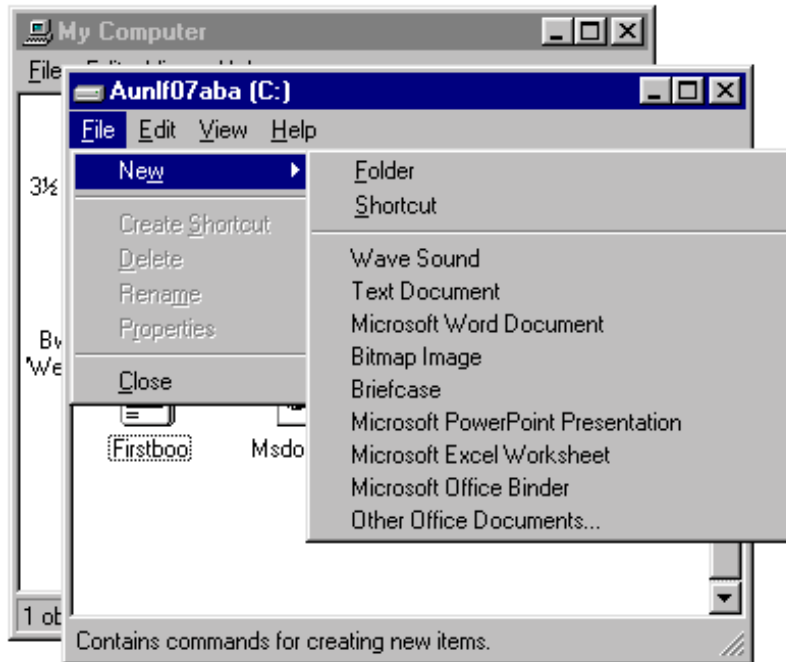 My Computer
File
Aunlf07aba (C:)
File Edit View Help
New
Folder
Shortcut
3½
Create Shortcut
Delete
Rename
Properties
Close
Wave Sound
Text Document
Microsoft Word Document
Bitmap Image
Briefcase
Microsoft PowerPoint Presentation
Microsoft Excel Worksheet
Microsoft Office Binder
Other Office Documents...
Firstboo
Msdo
1 ob
Contains commands for creating new items.